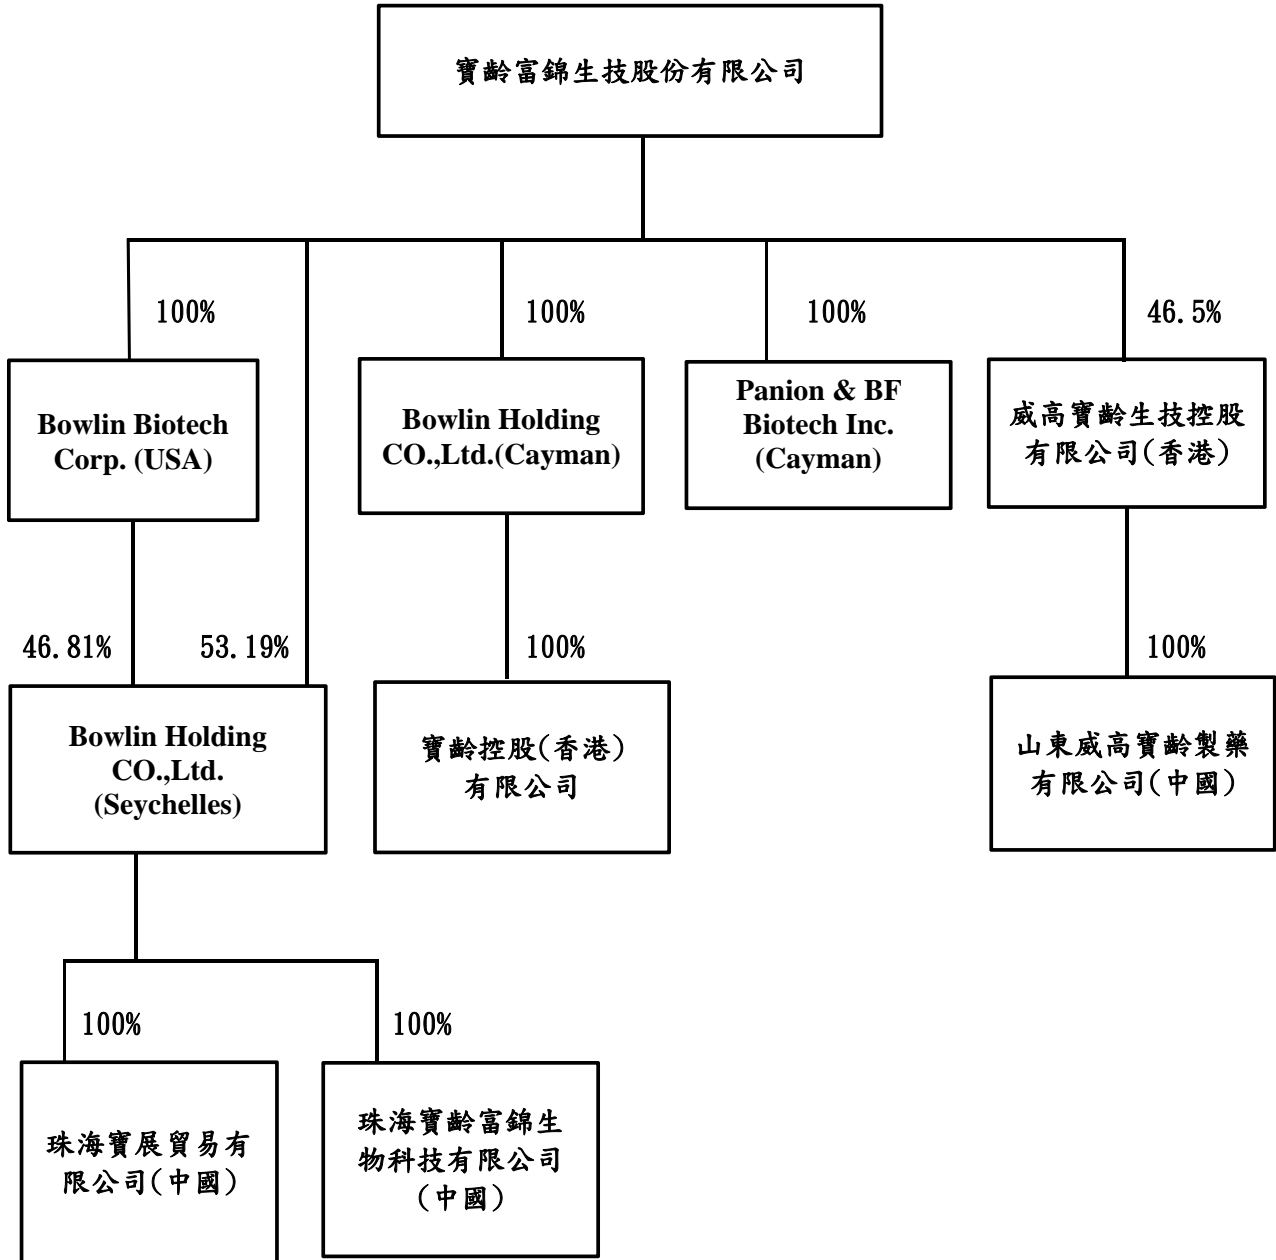 寶齡富錦生技股份有限公司
100%
100%
100%
46.5%
Bowlin Biotech
Corp. (USA)
Bowlin Holding
CO.,Ltd.(Cayman)
Panion & BF
Biotech Inc.
(Cayman)
威高寶齡生技控股
有限公司(香港)
46.81%
53.19%
100%
100%
Bowlin Holding
CO.,Ltd.
(Seychelles)
寶齡控股(香港)
有限公司
山東威高寶齡製藥
有限公司(中國)
100%
100%
珠海寶展貿易有
限公司(中國)
珠海寶齡富錦生
物科技有限公司
(中國)